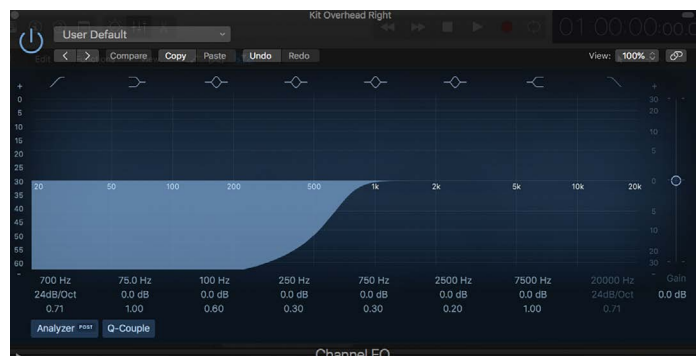 Kit Overhead Right
User Default
01 00:00
Compare Copy Paste Undo Redo View: 100%
+ +
0 30
5 20
10 10
15
20 5
25
30 20 50 100 200 500 1k 2k 5k 10k 20k 0
35
40 5
45
50 10
55 20
60 30
- -
700 Hz 75.0 Hz 100 Hz 250 Hz 750 Hz 2500 Hz 7500 Hz 20000 Hz Gain
24dB/Oct 0.0 dB 0.0 dB 0.0 dB 0.0 dB 0.0 dB 0.0 dB 24dB/Oct 0.0 dB
0.71 1.00 0.60 0.30 0.30 0.20 1.00 0.71
Analyzer POST Q-Couple
Channel EQ